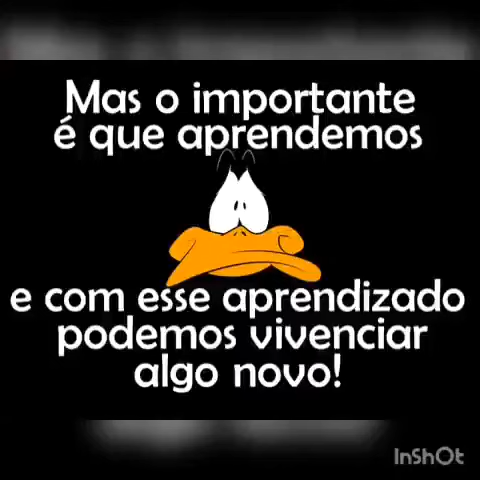 Mas o importante
é que aprendemos
e com esse aprendizado
podemos vivenciar
algo novo!
InShOt